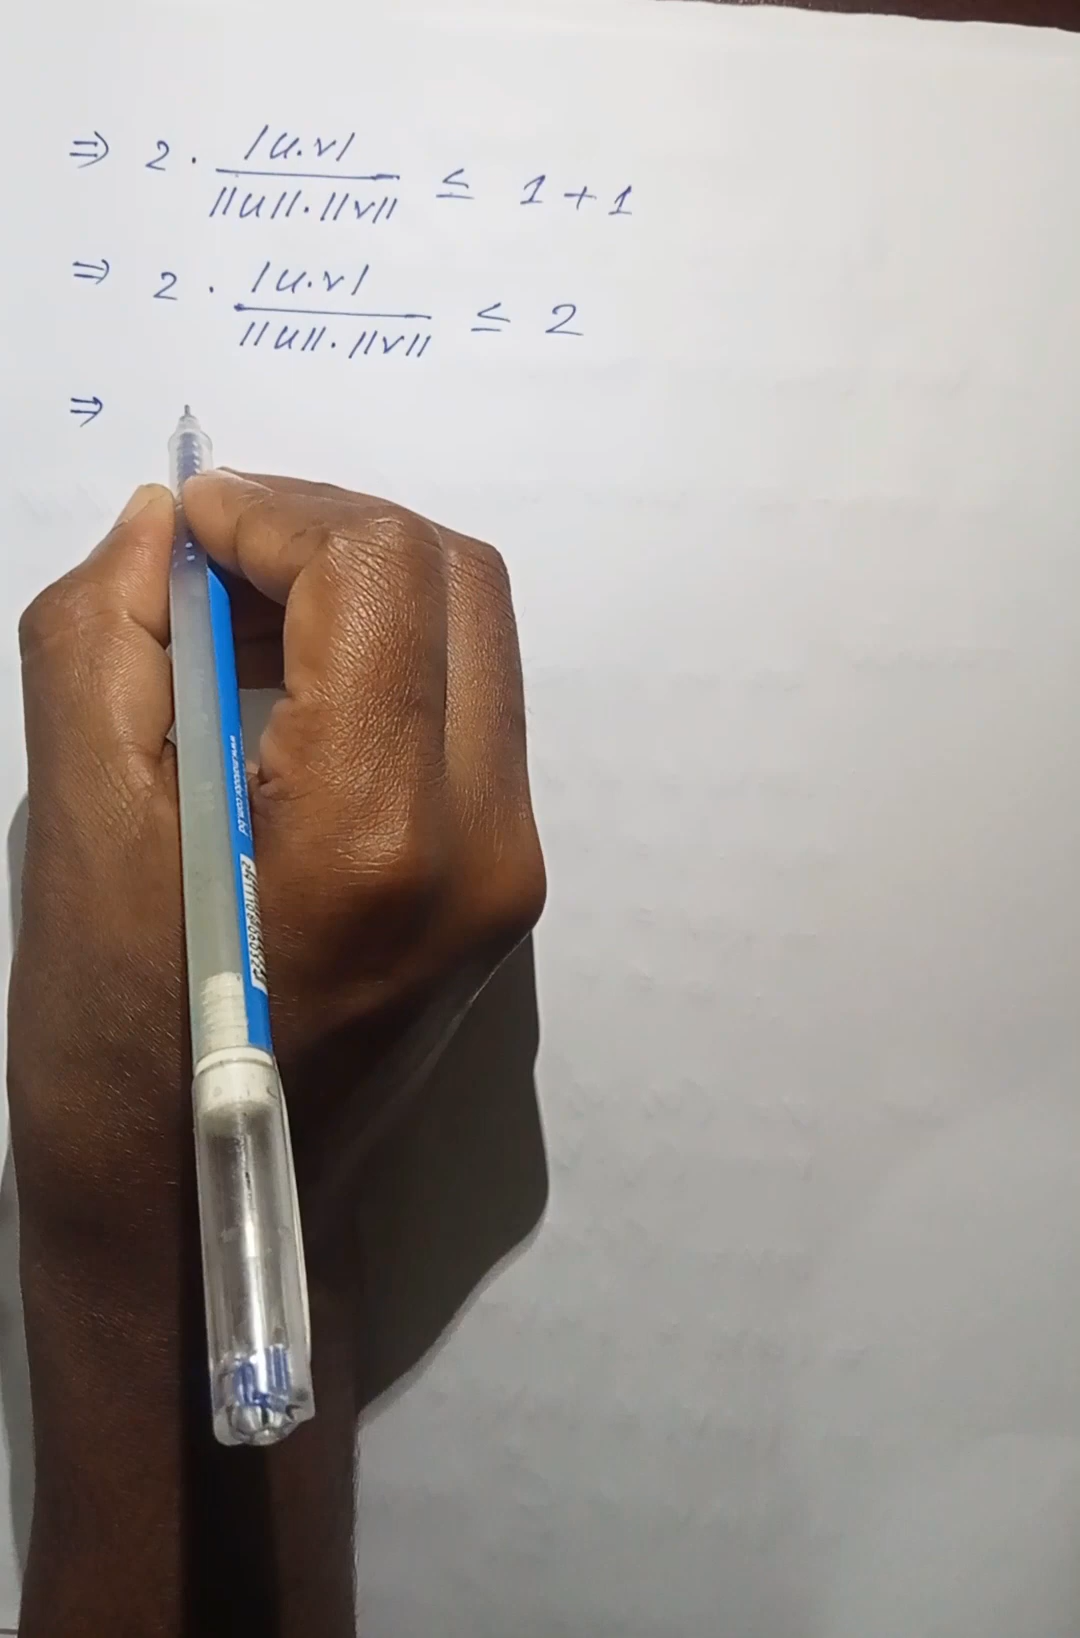 ⇒ 2 · |u.v| / ||u||.||v|| ≤ 1 + 1
⇒ 2 · |u.v| / ||u||.||v|| ≤ 2
⇒